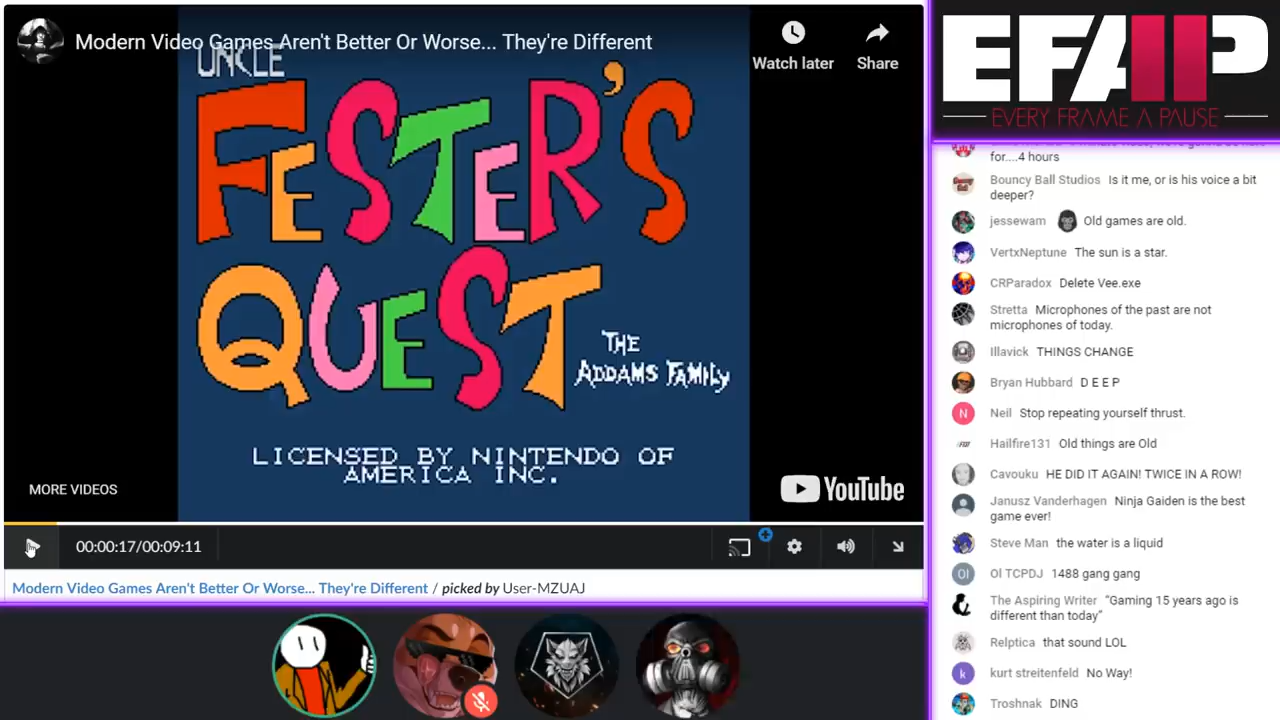 Modern Video Games Aren't Better Or Worse... They're Different
Watch later
Share
UNCLE
FESTER'S
QUEST
THE
ADDAMS FAMILY
LICENSED BY NINTENDO OF
AMERICA INC.
MORE VIDEOS
YouTube
00:00:17/00:09:11
Modern Video Games Aren't Better Or Worse... They're Different / picked by User-MZUAJ
EFAP
EVERY FRAME A PAUSE
for....4 hours
Bouncy Ball Studios Is it me, or is his voice a bit
deeper?
jessewam Old games are old.
VertxNeptune The sun is a star.
CRParadox Delete Vee.exe
Stretta Microphones of the past are not
microphones of today.
Illavick THINGS CHANGE
Bryan Hubbard D E E P
N
Neil Stop repeating yourself thrust.
Hailfire131 Old things are Old
Cavouku HE DID IT AGAIN! TWICE IN A ROW!
Janusz Vanderhagen Ninja Gaiden is the best
game ever!
Steve Man the water is a liquid
Ol
Ol TCPDJ 1488 gang gang
The Aspiring Writer “Gaming 15 years ago is
different than today”
Relptica that sound LOL
k
kurt streitenfeld No Way!
Troshnak DING